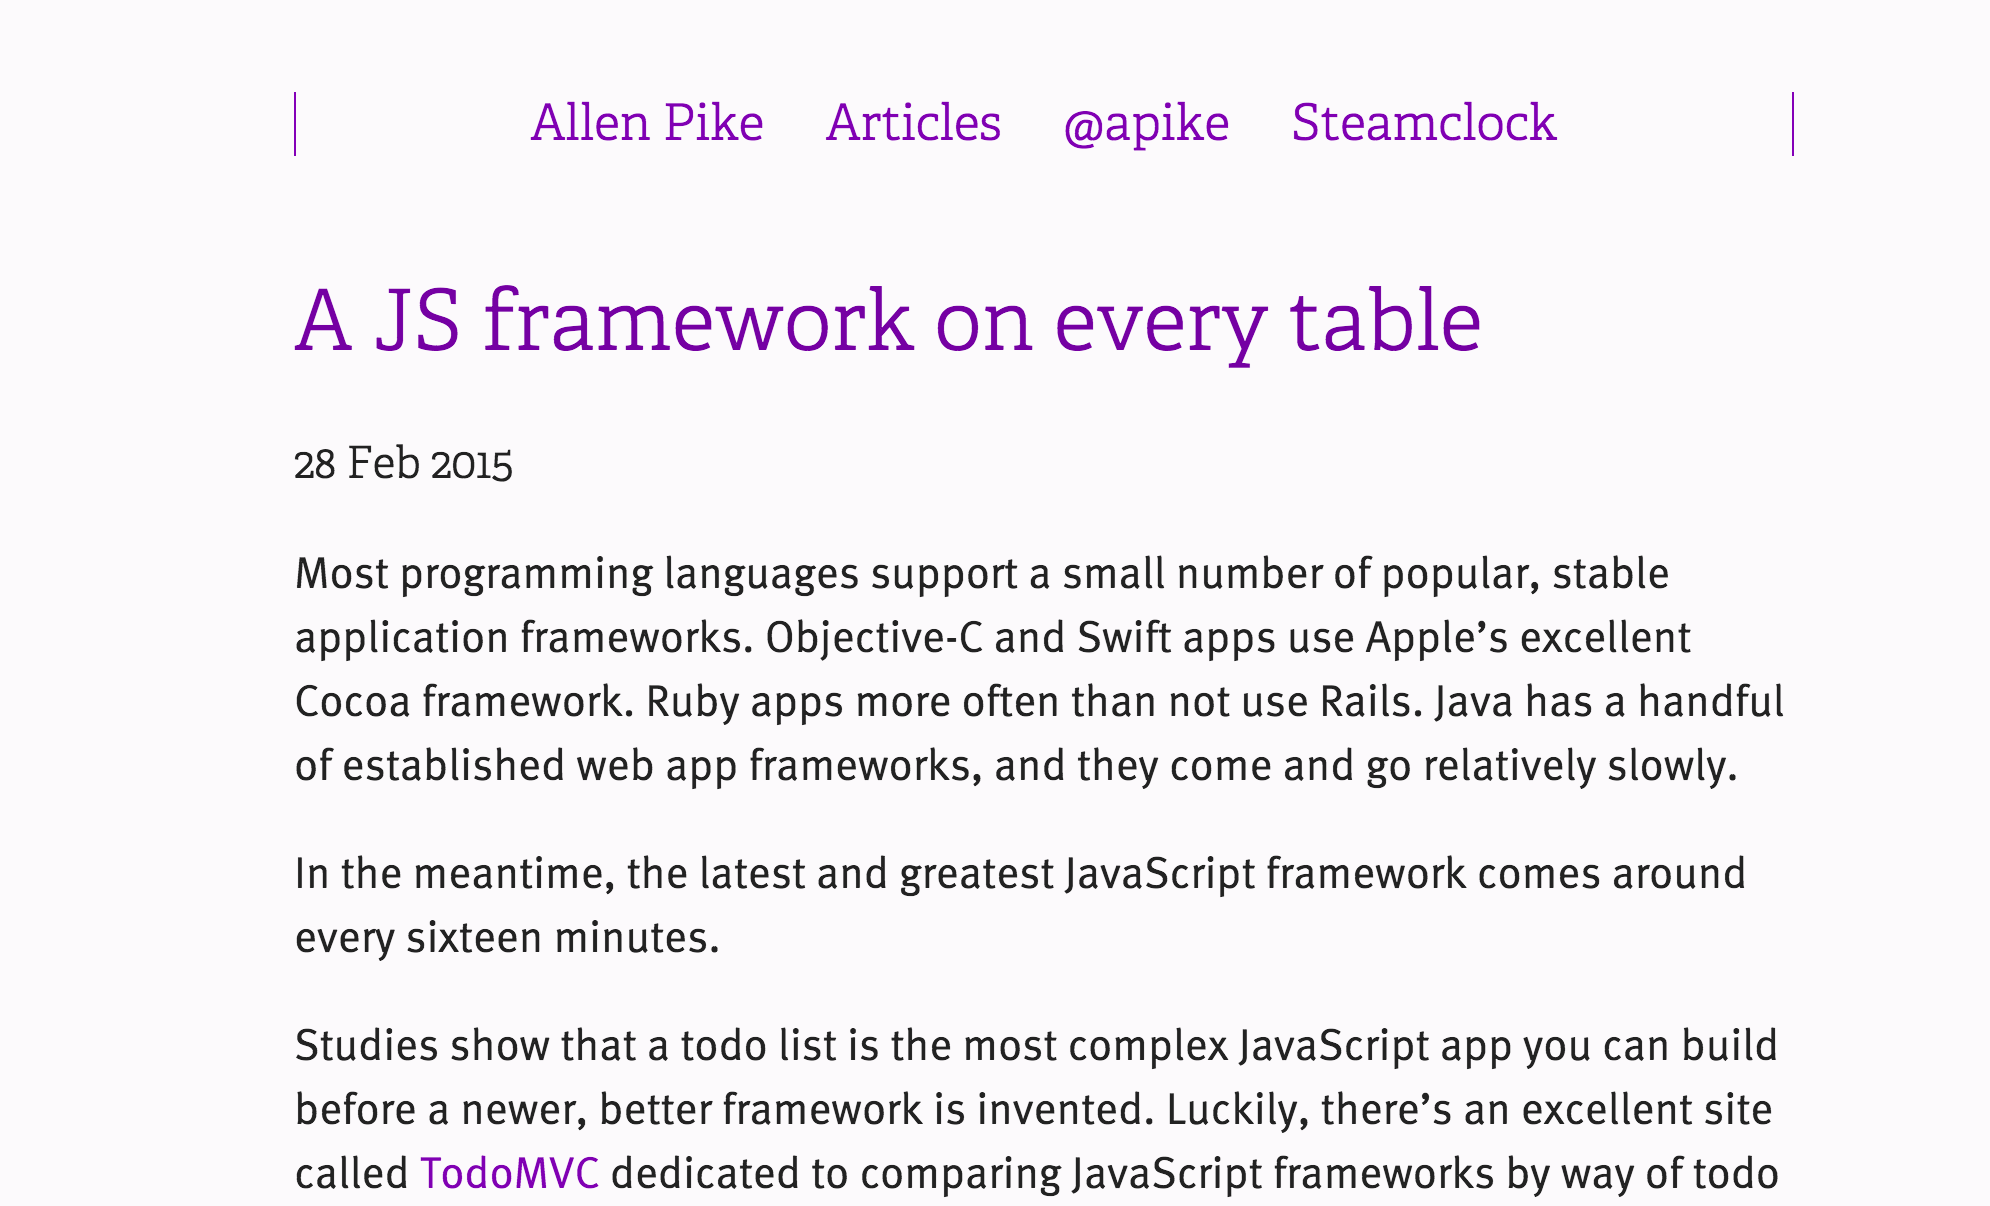 Allen Pike Articles @apike Steamclock
A JS framework on every table
28 Feb 2015
Most programming languages support a small number of popular, stable
application frameworks. Objective-C and Swift apps use Apple’s excellent
Cocoa framework. Ruby apps more often than not use Rails. Java has a handful
of established web app frameworks, and they come and go relatively slowly.
In the meantime, the latest and greatest JavaScript framework comes around
every sixteen minutes.
Studies show that a todo list is the most complex JavaScript app you can build
before a newer, better framework is invented. Luckily, there’s an excellent site
called TodoMVC dedicated to comparing JavaScript frameworks by way of todo